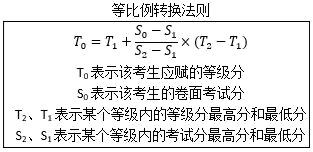 等比例转换法则
T₀ = T₁ + \frac{S₀ − S₁}{S₂ − S₁} × (T₂ − T₁)
T₀表示该考生应赋的等级分
S₀表示该考生的卷面考试分
T₂、T₁表示某个等级内的等级分最高分和最低分
S₂、S₁表示某个等级内的考试分最高分和最低分